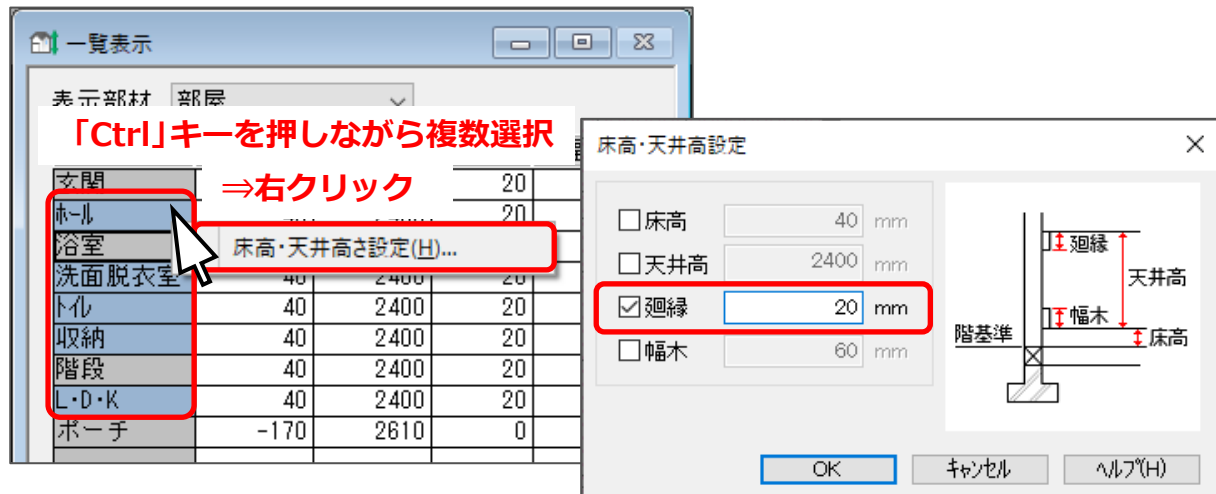 一覧表示
表示部材 部屋
「Ctrl」キーを押しながら複数選択
⇒右クリック
玄関 20
ﾎｰﾙ 20
浴室
床高・天井高さ設定(H)...
洗面脱衣室 40 2400 20
ﾄｲﾚ 40 2400 20
収納 40 2400 20
階段 40 2400 20
L・D・K 40 2400 20
ポーチ -170 2610 0
床高・天井高設定
床高 40 mm
天井高 2400 mm
廻縁 20 mm
幅木 60 mm
廻縁
天井高
幅木
階基準
床高
OK ｷｬﾝｾﾙ ﾍﾙﾌﾟ(H)